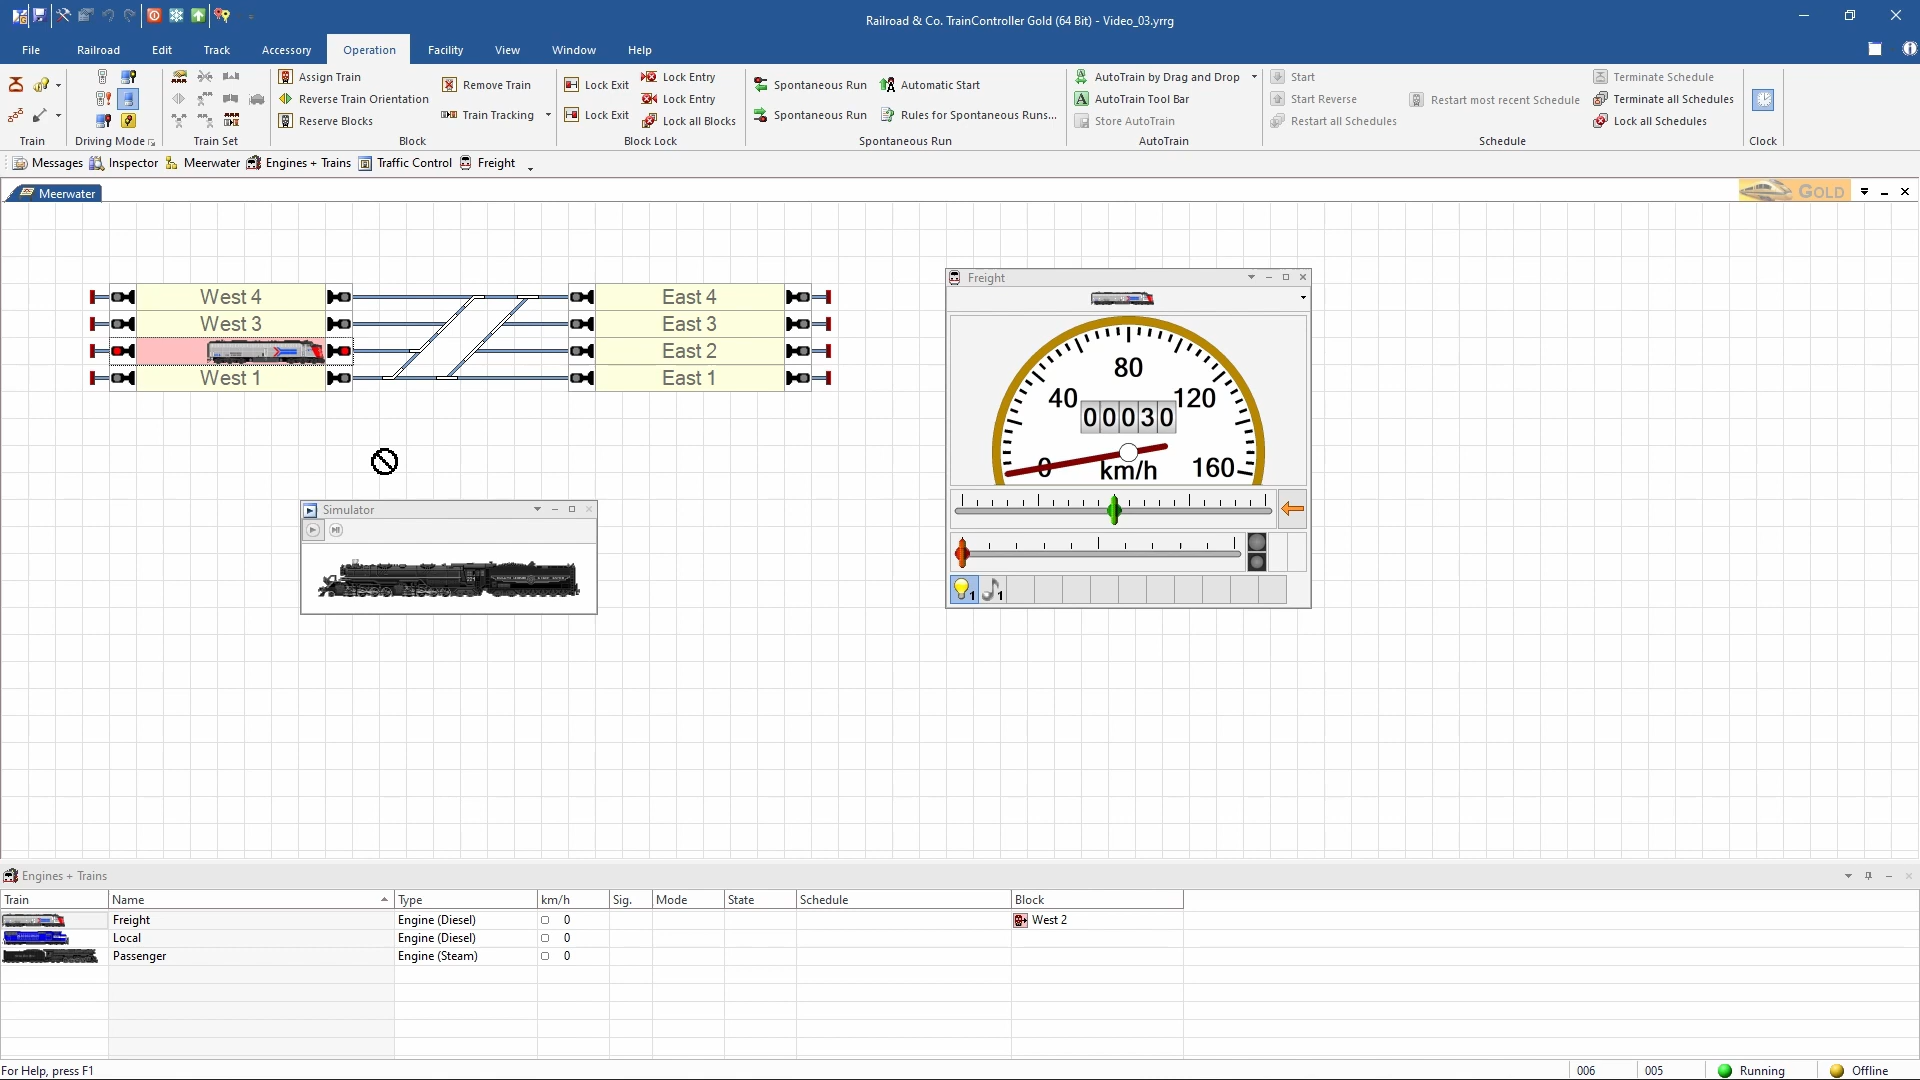 Railroad & Co. TrainController Gold (64 Bit) - Video_03.yrrg
File Railroad Edit Track Accessory Operation Facility View Window Help
Assign Train
Reverse Train Orientation
Reserve Blocks
Remove Train
Train Tracking
Lock Exit
Lock Exit
Lock Entry
Lock Entry
Lock all Blocks
Spontaneous Run
Spontaneous Run
Automatic Start
Rules for Spontaneous Runs...
AutoTrain by Drag and Drop
AutoTrain Tool Bar
Store AutoTrain
Start
Start Reverse
Restart all Schedules
Restart most recent Schedule
Terminate Schedule
Terminate all Schedules
Lock all Schedules
Train Driving Mode Train Set Block Block Lock Spontaneous Run AutoTrain Schedule Clock
Messages Inspector Meerwater Engines + Trains Traffic Control Freight
Meerwater
GOLD
West 4 East 4
West 3 East 3
East 2
West 1 East 1
Freight
80
40 120
00030
0 km/h 160
1 1
Simulator
Engines + Trains
Train Name Type km/h Sig. Mode State Schedule Block
Freight Engine (Diesel) 0 West 2
Local Engine (Diesel) 0
Passenger Engine (Steam) 0
For Help, press F1 006 005 Running Offline